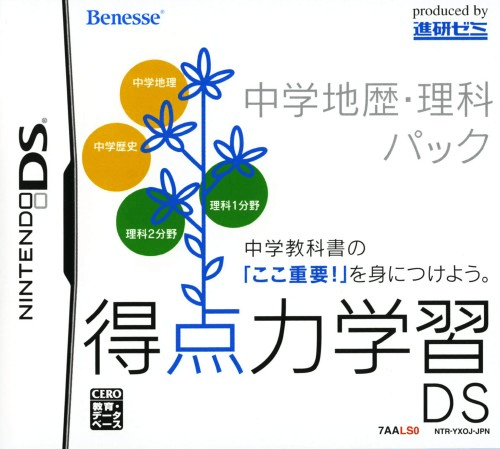 Benesse®
produced by
進研ゼミ
中学地理
中学歴史
理科1分野
理科2分野
中学地歴・理科
パック
NINTENDO DS®
中学教科書の
「ここ重要!」を身につけよう。
得点力学習
DS
CERO
教育・
データ
ベース
7AALS0
NTR-YXOJ-JPN